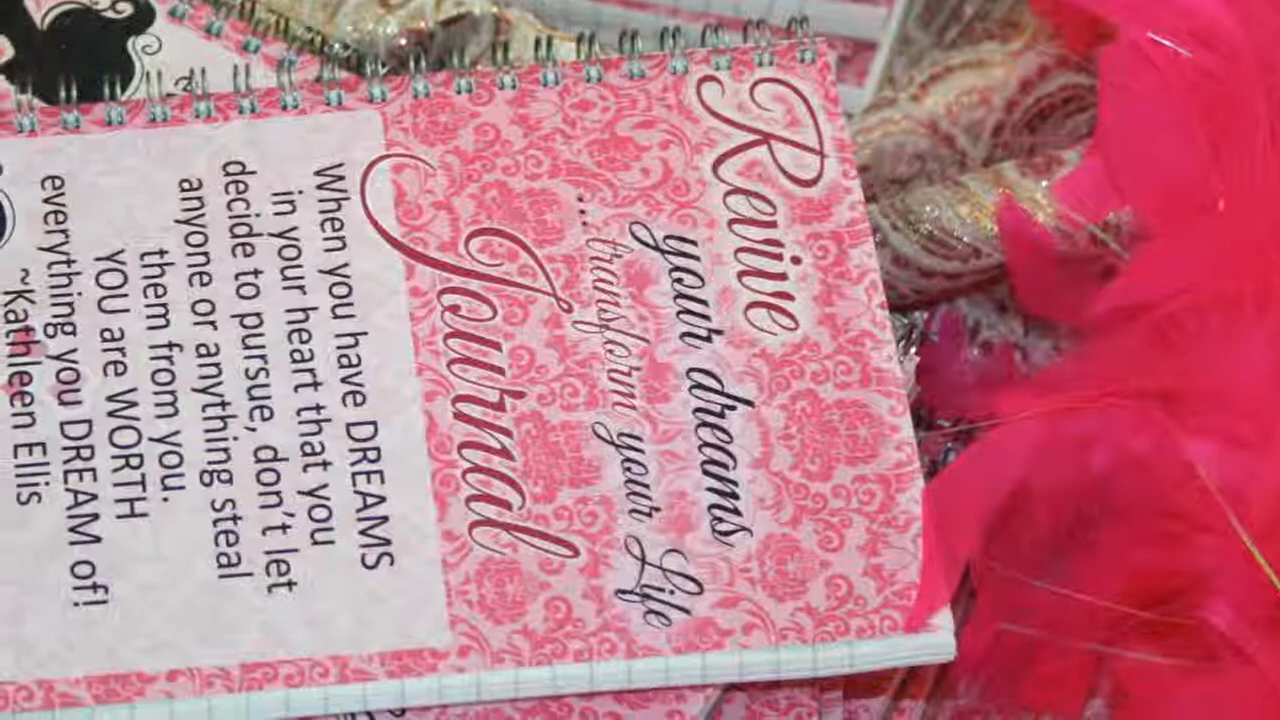 Revive
your dreams
...transform your Life
Journal
When you have DREAMS
in your heart that you
decide to pursue, don't let
anyone or anything steal
them from you.
YOU are WORTH
everything you DREAM of!
~Kathleen Ellis